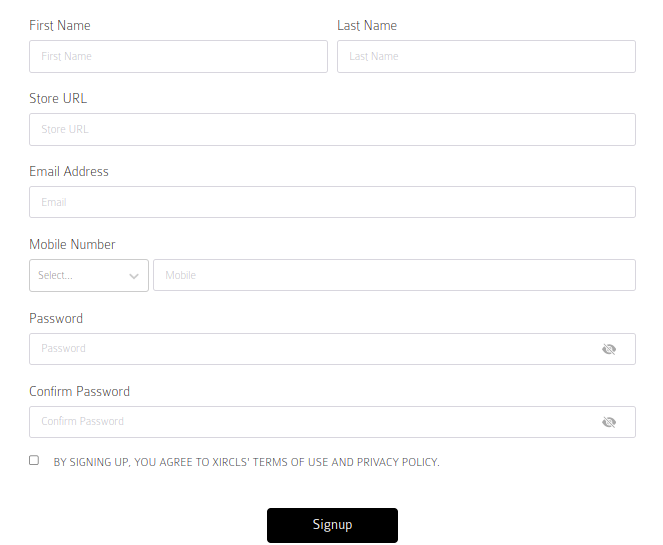 First Name
Last Name
First Name
Last Name
Store URL
Store URL
Email Address
Email
Mobile Number
Select...
Mobile
Password
Password
Confirm Password
Confirm Password
BY SIGNING UP, YOU AGREE TO XIRCLS' TERMS OF USE AND PRIVACY POLICY.
Signup